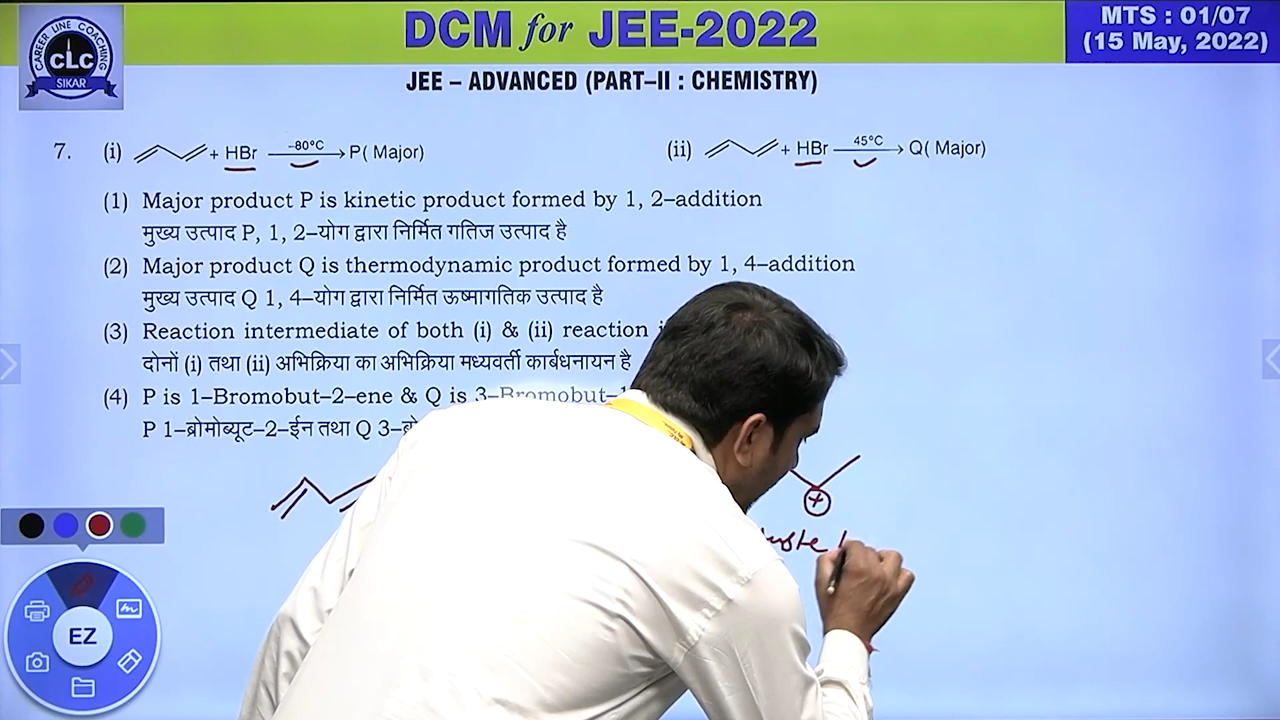 CAREER LINE COACHING
CLC
SIKAR
DCM for JEE-2022
MTS : 01/07
(15 May, 2022)
JEE – ADVANCED (PART–II : CHEMISTRY)
7. (i) + HBr –80°C P( Major) (ii) + HBr 45°C Q( Major)
(1) Major product P is kinetic product formed by 1, 2–addition
मुख्य उत्पाद P, 1, 2–योग द्वारा निर्मित गतिज उत्पाद है
(2) Major product Q is thermodynamic product formed by 1, 4–addition
मुख्य उत्पाद Q 1, 4–योग द्वारा निर्मित ऊष्मागतिक उत्पाद है
(3) Reaction intermediate of both (i) & (ii) reaction
दोनों (i) तथा (ii) अभिक्रिया का अभिक्रिया मध्यवर्ती कार्बधनायन है
(4) P is 1–Bromobut–2–ene & Q is 3–Bromobut–
P 1–ब्रोमोब्यूट–2–ईन तथा Q 3–
+
EZ